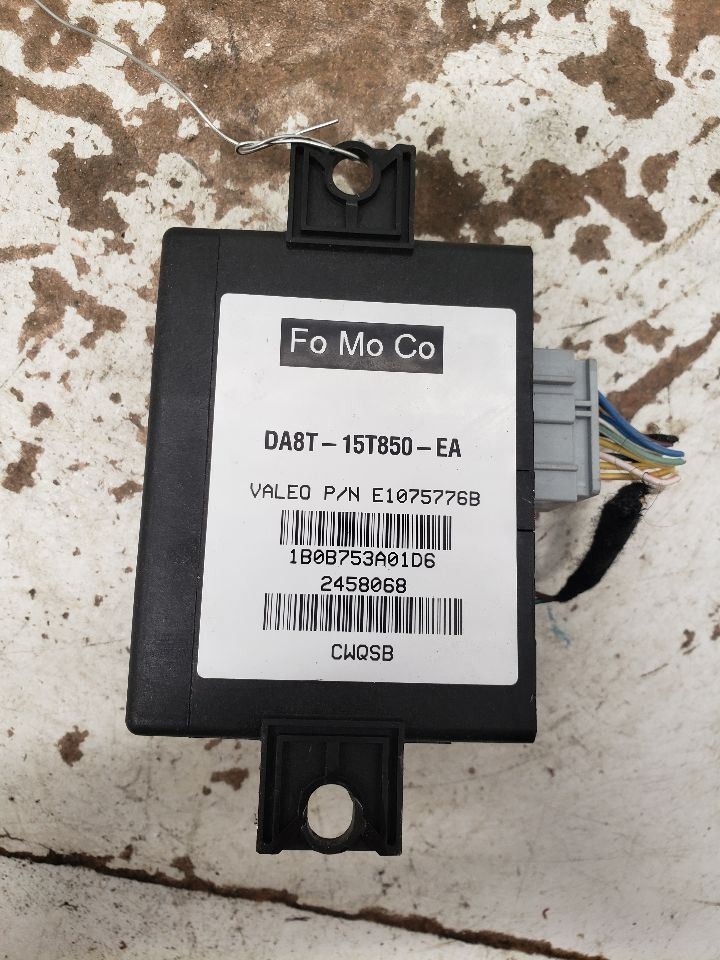 Fo Mo Co
DA8T-15T850-EA
VALEO P/N E1075776B
1B0B753A01D6
2458068
CWQSB